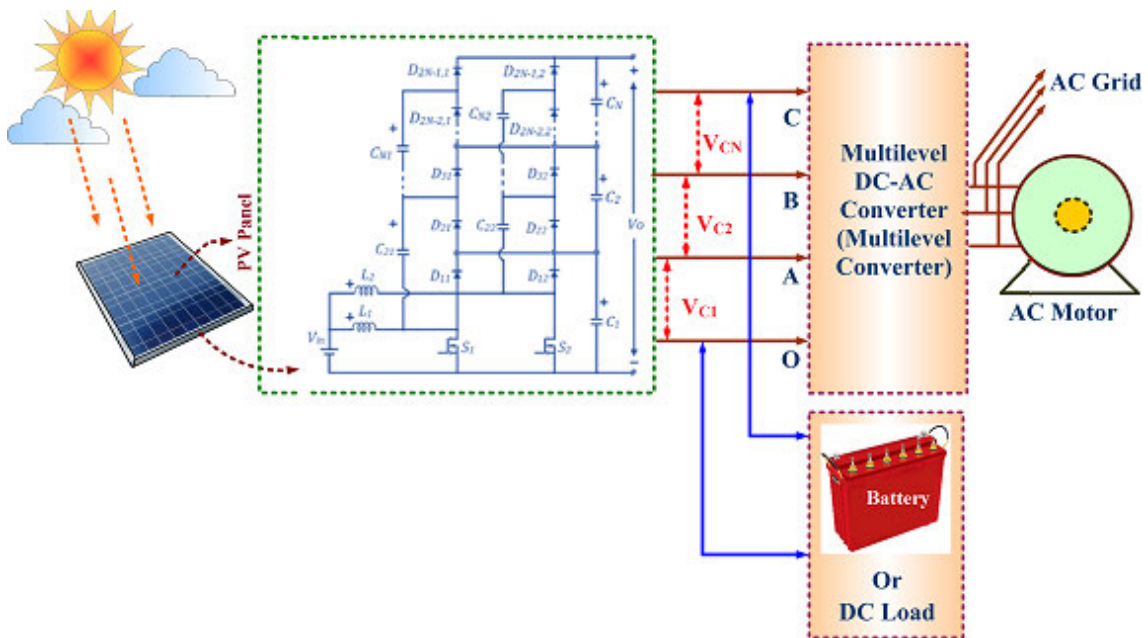 PV Panel
D2N-1,1
D2N-1,2
CN2
CN
D2N-2,1
D2N-2,2
CN1
D31
D32
C2
Vo
D21
C22
D22
C21
L2
D11
D12
L1
C1
Vin
S1
S2
C
VCN
B
VC2
A
VC1
O
Multilevel
DC-AC
Converter
(Multilevel
Converter)
AC Grid
AC Motor
Battery
Or
DC Load